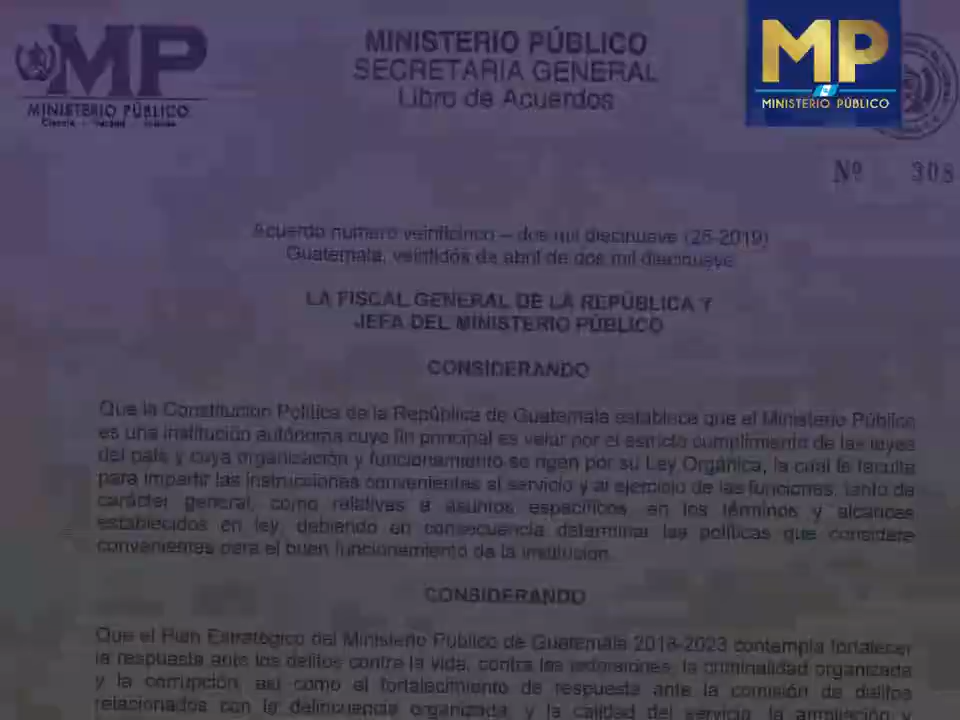 MP
MINISTERIO PÚBLICO
MINISTERIO PÚBLICO
SECRETARIA GENERAL
Libro de Acuerdos
MP
MINISTERIO PÚBLICO
Nº 308
Acuerdo numero veinticinco – dos mil diecinueve (25-2019)
Guatemala, veintidós de abril de dos mil diecinueve
LA FISCAL GENERAL DE LA REPÚBLICA Y
JEFA DEL MINISTERIO PÚBLICO
CONSIDERANDO
Que la Constitución Política de la República de Guatemala establece que el Ministerio Público
es una institución autónoma cuyo fin principal es velar por el estricto cumplimiento de las leyes
del país y cuya organización y funcionamiento se rigen por su Ley Orgánica, la cual le faculta
para impartir las instrucciones convenientes al servicio y al ejercicio de las funciones, tanto de
carácter general, como relativas a asuntos específicos, en los términos y alcances
establecidos en ley, debiendo en consecuencia determinar las políticas que considere
convenientes para el buen funcionamiento de la institución.
CONSIDERANDO
Que el Plan Estratégico del Ministerio Público de Guatemala 2018-2023 contempla fortalecer
la respuesta ante los delitos contra la vida, contra las extorsiones, la criminalidad organizada
y la corrupción, así como el fortalecimiento de respuesta ante la comisión de delitos
relacionados con la delincuencia organizada, y la calidad del servicio, la ampliación y